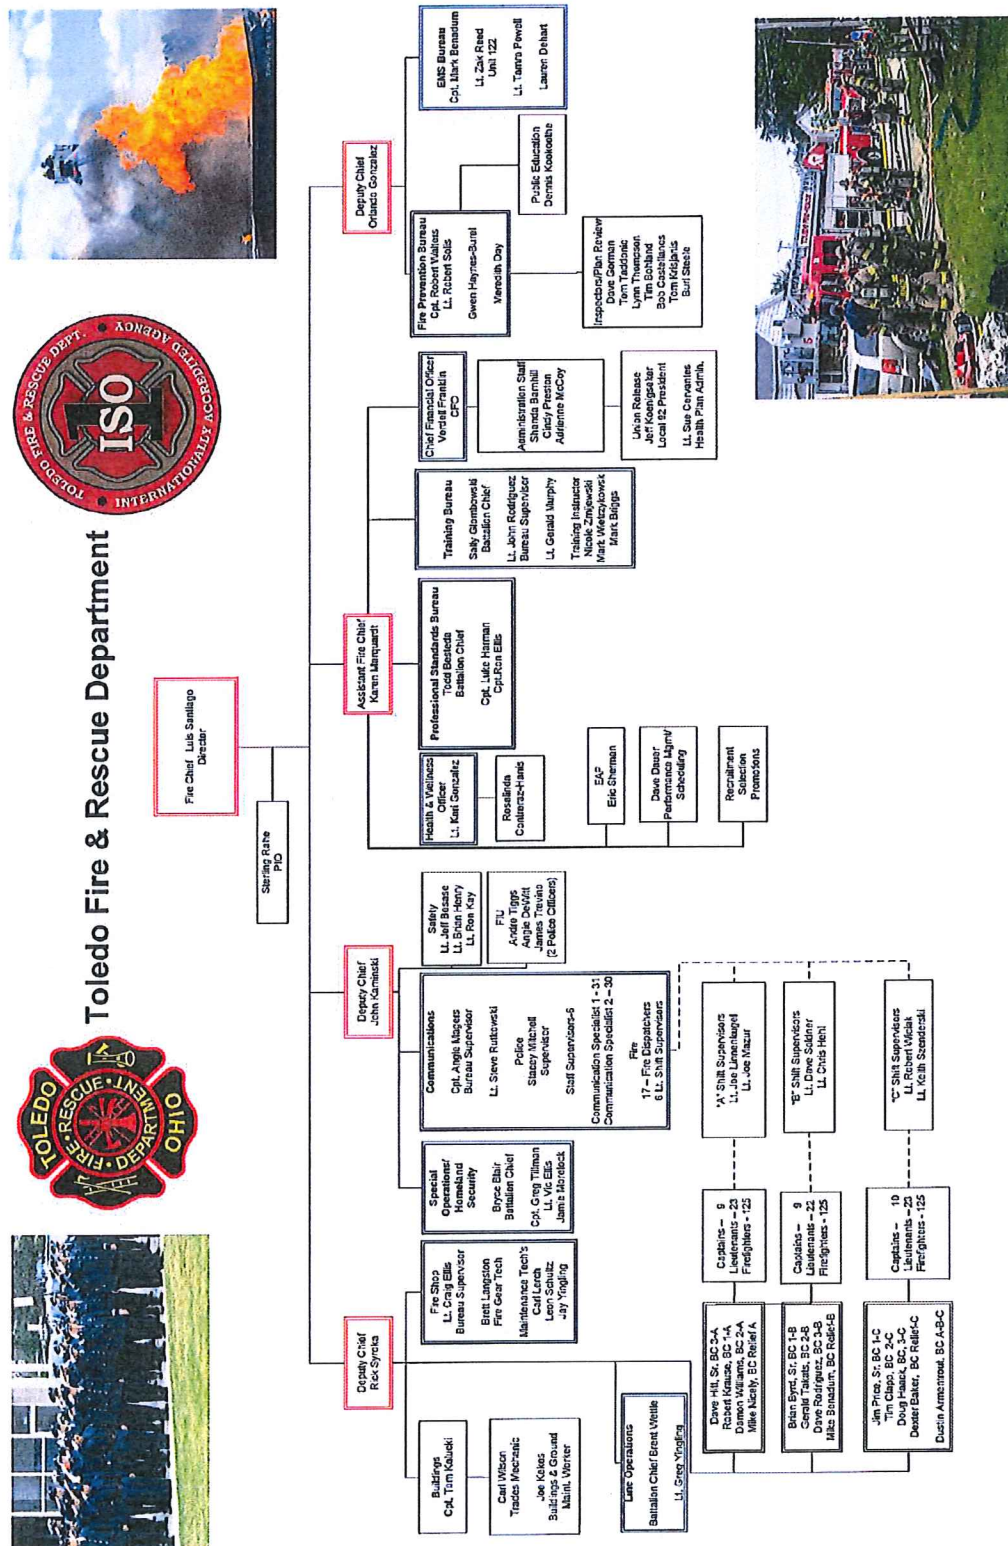 Toledo Fire & Rescue Department
TOLEDO
FIRE • RESCUE
DEPARTMENT
OHIO
TOLEDO FIRE & RESCUE DEPT.
INTERNATIONALLY ACCREDITED AGENCY
1
ISO
Fire Chief Luis Santiago
Director
Sterling Rahe
PIO
Deputy Chief
Rick Syroka
Deputy Chief
John Kaminski
Assistant Fire Chief
Karen Marquardt
Deputy Chief
Orlando Gonzalez
Buildings
Cpt. Tom Kalucki
Carl Wilson
Trades Mechanic
Joe Kekes
Buildings & Ground
Maint. Worker
Fire Shop
Lt. Craig Ellis
Bureau Supervisor
Brett Langston
Fire Gear Tech
Maintenance Tech's
Carl Lerch
Leon Schultz
Jay Yingling
Line Operations
Battalion Chief Brent Wettle
Lt. Greg Yingling
Dave Hitt, Sr. BC 3-A
Robert Krause, BC 1-A
Damon Williams, BC 2-A
Mike Nicely, BC Relief A
Captains – 9
Lieutenants – 23
Firefighters - 125
"A" Shift Supervisors
Lt. Joe Linnenkugel
Lt. Joe Mazur
Brian Byrd, Sr. BC 1-B
Gerald Takats, BC 2-B
Dave Rodriguez, BC 3-B
Mike Benadum, BC Relief-B
Captains – 9
Lieutenants – 22
Firefighters - 125
"B" Shift Supervisors
Lt. Dave Soldner
Lt. Chris Hehl
Jim Price, Sr. BC 1-C
Tim Clapp, BC 2-C
Doug Haack, BC, 3-C
Dexter Baker, BC Relief-C
Dustin Armentrout, BC A-B-C
Captains – 10
Lieutenants – 23
Firefighters - 125
"C" Shift Supervisors
Lt. Robert Wielak
Lt. Keith Szenderski
Special
Operations/
Homeland
Security
Bryce Blair
Battalion Chief
Cpt. Greg Tillman
Lt. Vic Ellis
Jamie Morelock
Communications
Cpt. Angie Magers
Bureau Supervisor
Lt. Steve Rutkowski
Police
Stacey Mitchell
Supervisor
Staff Supervisors-6
Communication Specialist 1 - 31
Communication Specialist 2 – 30
Fire
17 – Fire Dispatchers
6 Lt. Shift Supervisors
Safety
Lt. Jeff Besase
Lt. Brian Henry
Lt. Ron Kay
FIU
Andre Tiggs
Angie DeWitt
James Trevino
(2 Police Officers)
Health & Wellness
Officer
Lt. Kari Gonzalez
Rosalinda
Contreraz-Harris
EAP
Eric Sherman
Dave Dauer
Performance Mgmt/
Scheduling
Recruitment
Selection
Promotions
Professional Standards Bureau
Todd Besteda
Battalion Chief
Cpt. Luke Harman
Cpt.Ron Ellis
Training Bureau
Sally Glombowski
Battalion Chief
Lt. John Rodriguez
Bureau Supervisor
Lt. Gerald Murphy
Training Instructor
Nicole Zmijewski
Mark Wietrzykowsk
Mark Briggs
Chief Financial Officer
Verdell Franklin
CFO
Administration Staff
Shanda Barnhill
Cindy Preston
Adrienne McCoy
Union Release
Jeff Koenigseker
Local 92 President
Lt. Sue Cervantes
Health Plan Admin.
Fire Prevention Bureau
Cpt. Robert Walters
Lt. Robert Solis
Gwen Haynes-Burel
Meredith Day
Inspectors/Plan Review
Dave Gorman
Tom Taddonic
Lynn Thompson
Tim Bohland
Bob Castellanos
Tom Krisjanis
Burt Steele
Public Education
Dennis Kookoothe
EMS Bureau
Cpt. Mark Benadum
Lt. Zak Reed
Unit 122
Lt. Tamra Powell
Lauren Dehart